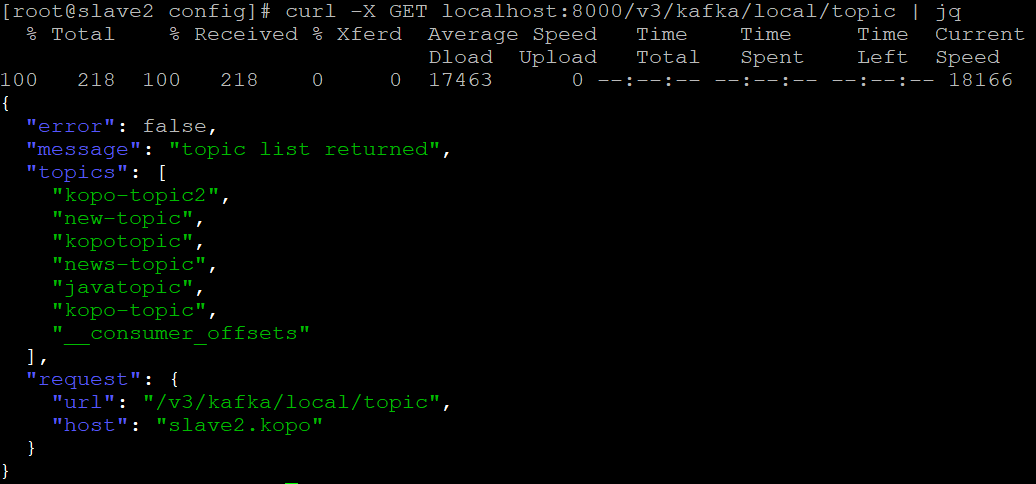 [root@slave2 config]# curl -X GET localhost:8000/v3/kafka/local/topic | jq
  % Total    % Received % Xferd  Average Speed   Time    Time     Time  Current
                                 Dload  Upload   Total   Spent    Left  Speed
100   218  100   218    0     0  17463      0 --:--:-- --:--:-- --:--:-- 18166
{
  "error": false,
  "message": "topic list returned",
  "topics": [
    "kopo-topic2",
    "new-topic",
    "kopotopic",
    "news-topic",
    "javatopic",
    "kopo-topic",
    "__consumer_offsets"
  ],
  "request": {
    "url": "/v3/kafka/local/topic",
    "host": "slave2.kopo"
  }
}